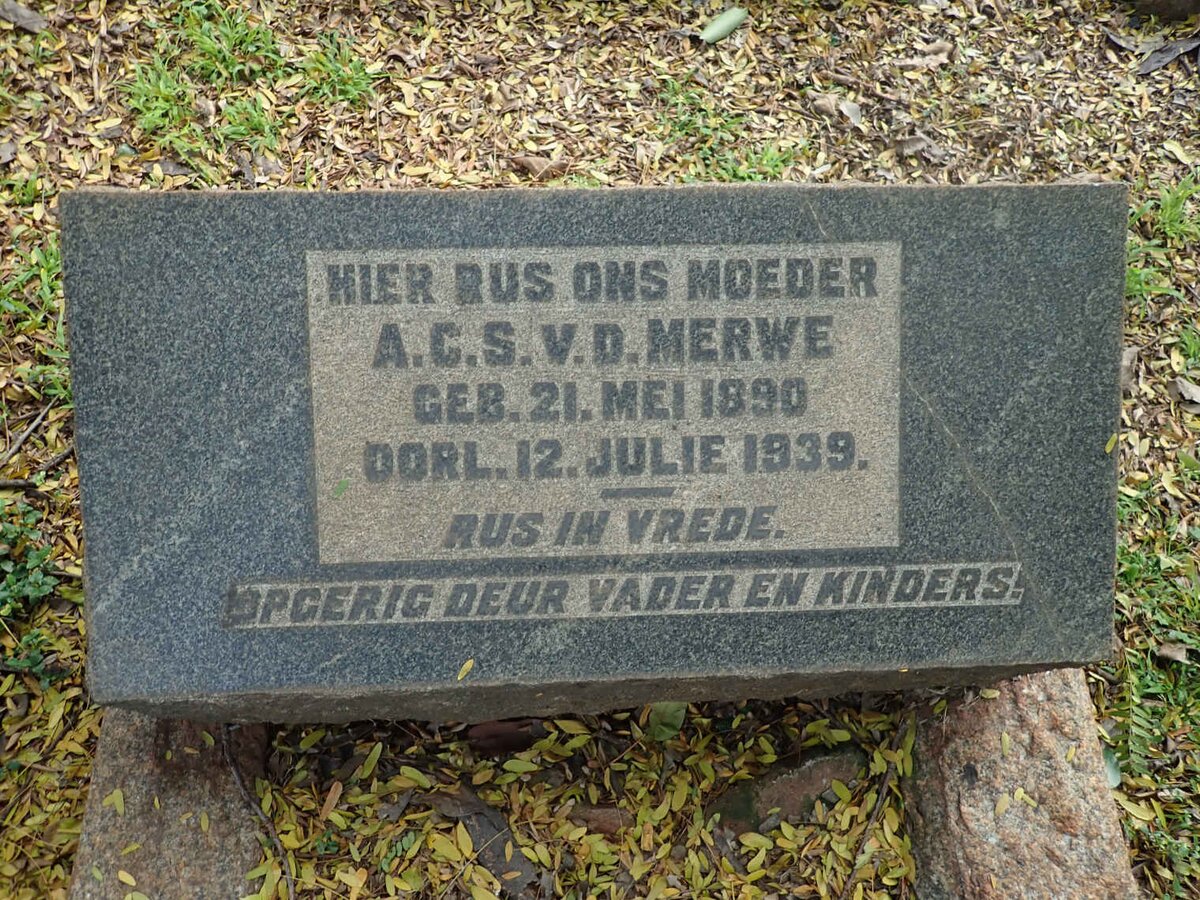 HIER RUS ONS MOEDER
A.C.S.V.D.MERWE
GEB. 21. MEI 1890
OORL. 12. JULIE 1939.
RUS IN VREDE.
OPGERIG DEUR VADER EN KINDERS.